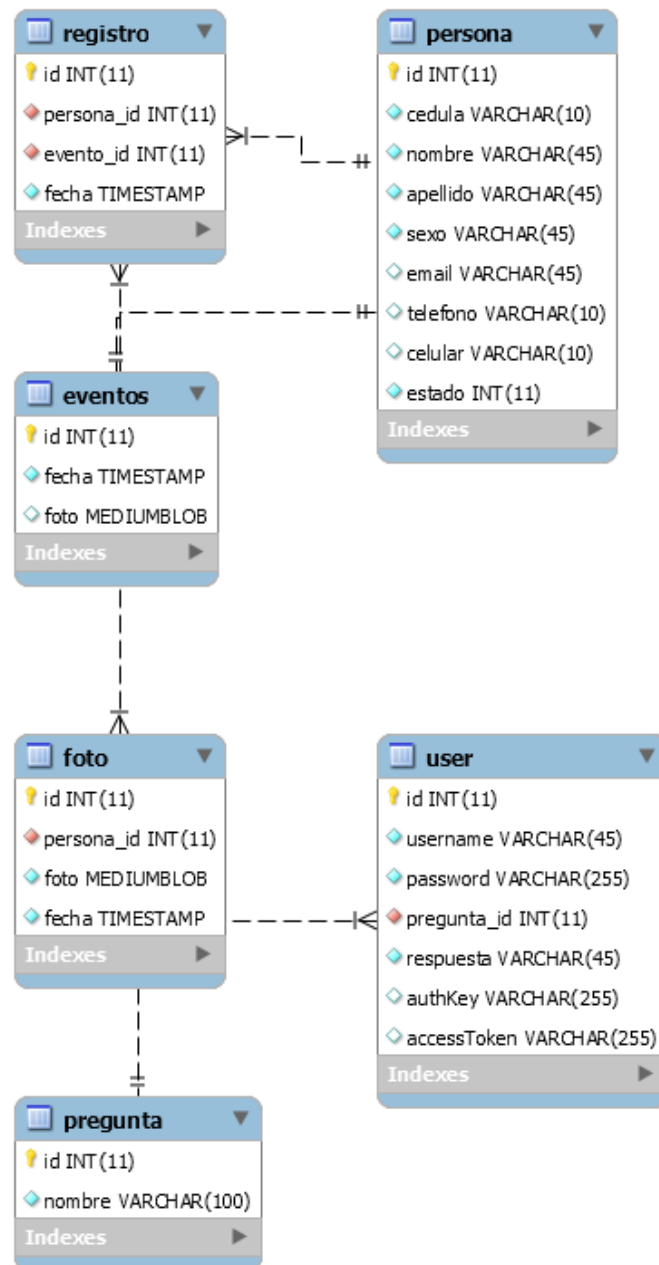 registro
id INT(11)
persona_id INT(11)
evento_id INT(11)
fecha TIMESTAMP
Indexes
persona
id INT(11)
cedula VARCHAR(10)
nombre VARCHAR(45)
apellido VARCHAR(45)
sexo VARCHAR(45)
email VARCHAR(45)
telefono VARCHAR(10)
celular VARCHAR(10)
estado INT(11)
Indexes
eventos
id INT(11)
fecha TIMESTAMP
foto MEDIUMBLOB
Indexes
foto
id INT(11)
persona_id INT(11)
foto MEDIUMBLOB
fecha TIMESTAMP
Indexes
user
id INT(11)
username VARCHAR(45)
password VARCHAR(255)
pregunta_id INT(11)
respuesta VARCHAR(45)
authKey VARCHAR(255)
accessToken VARCHAR(255)
Indexes
pregunta
id INT(11)
nombre VARCHAR(100)
Indexes